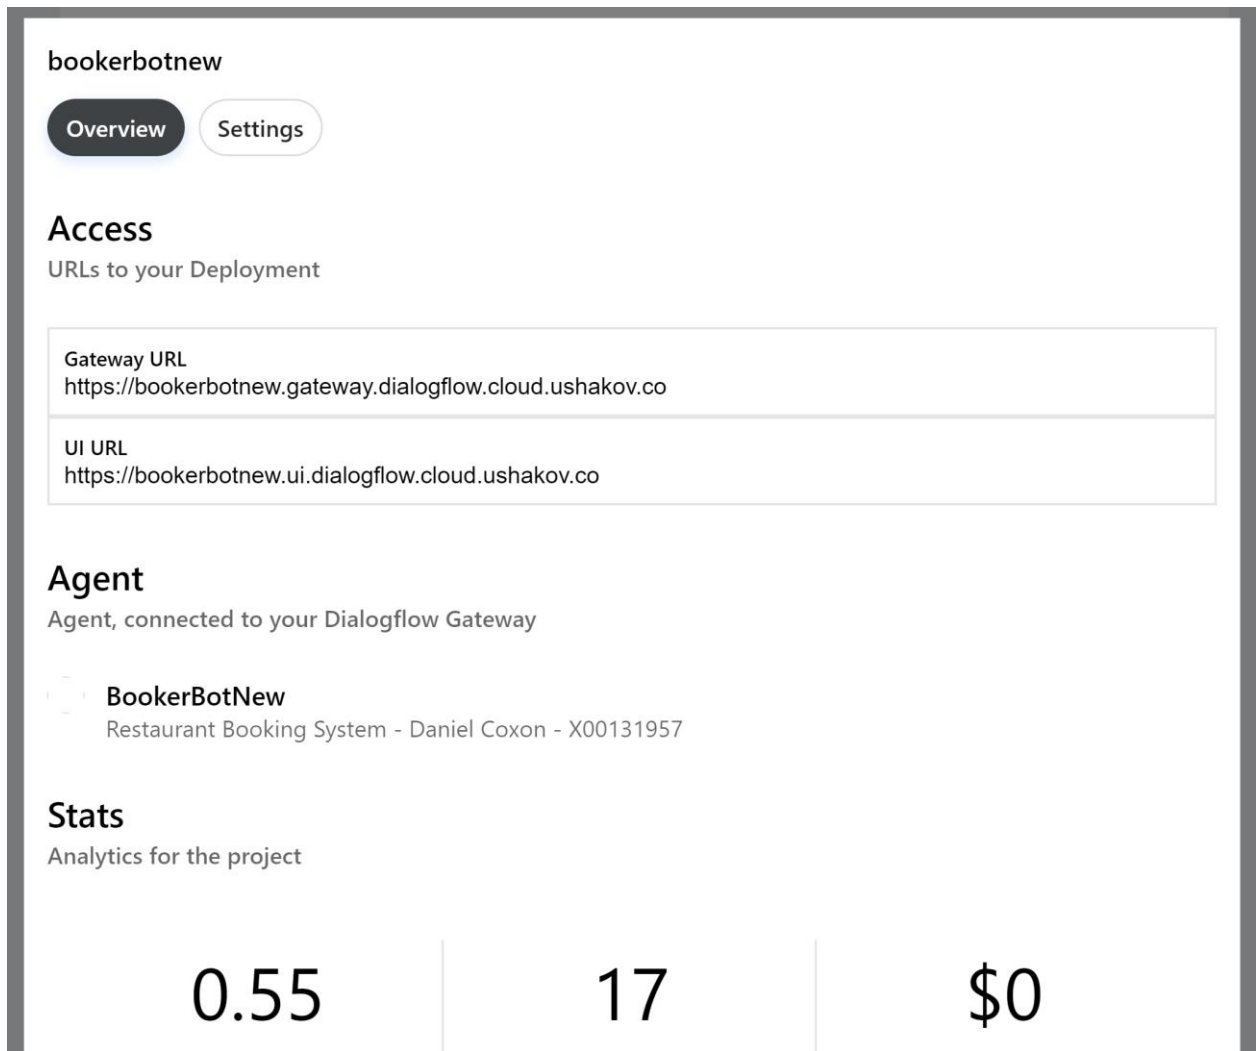 bookerbotnew
Overview Settings
Access
URLs to your Deployment
Gateway URL
https://bookerbotnew.gateway.dialogflow.cloud.ushakov.co
UI URL
https://bookerbotnew.ui.dialogflow.cloud.ushakov.co
Agent
Agent, connected to your Dialogflow Gateway
BookerBotNew
Restaurant Booking System - Daniel Coxon - X00131957
Stats
Analytics for the project
0.55 17 $0